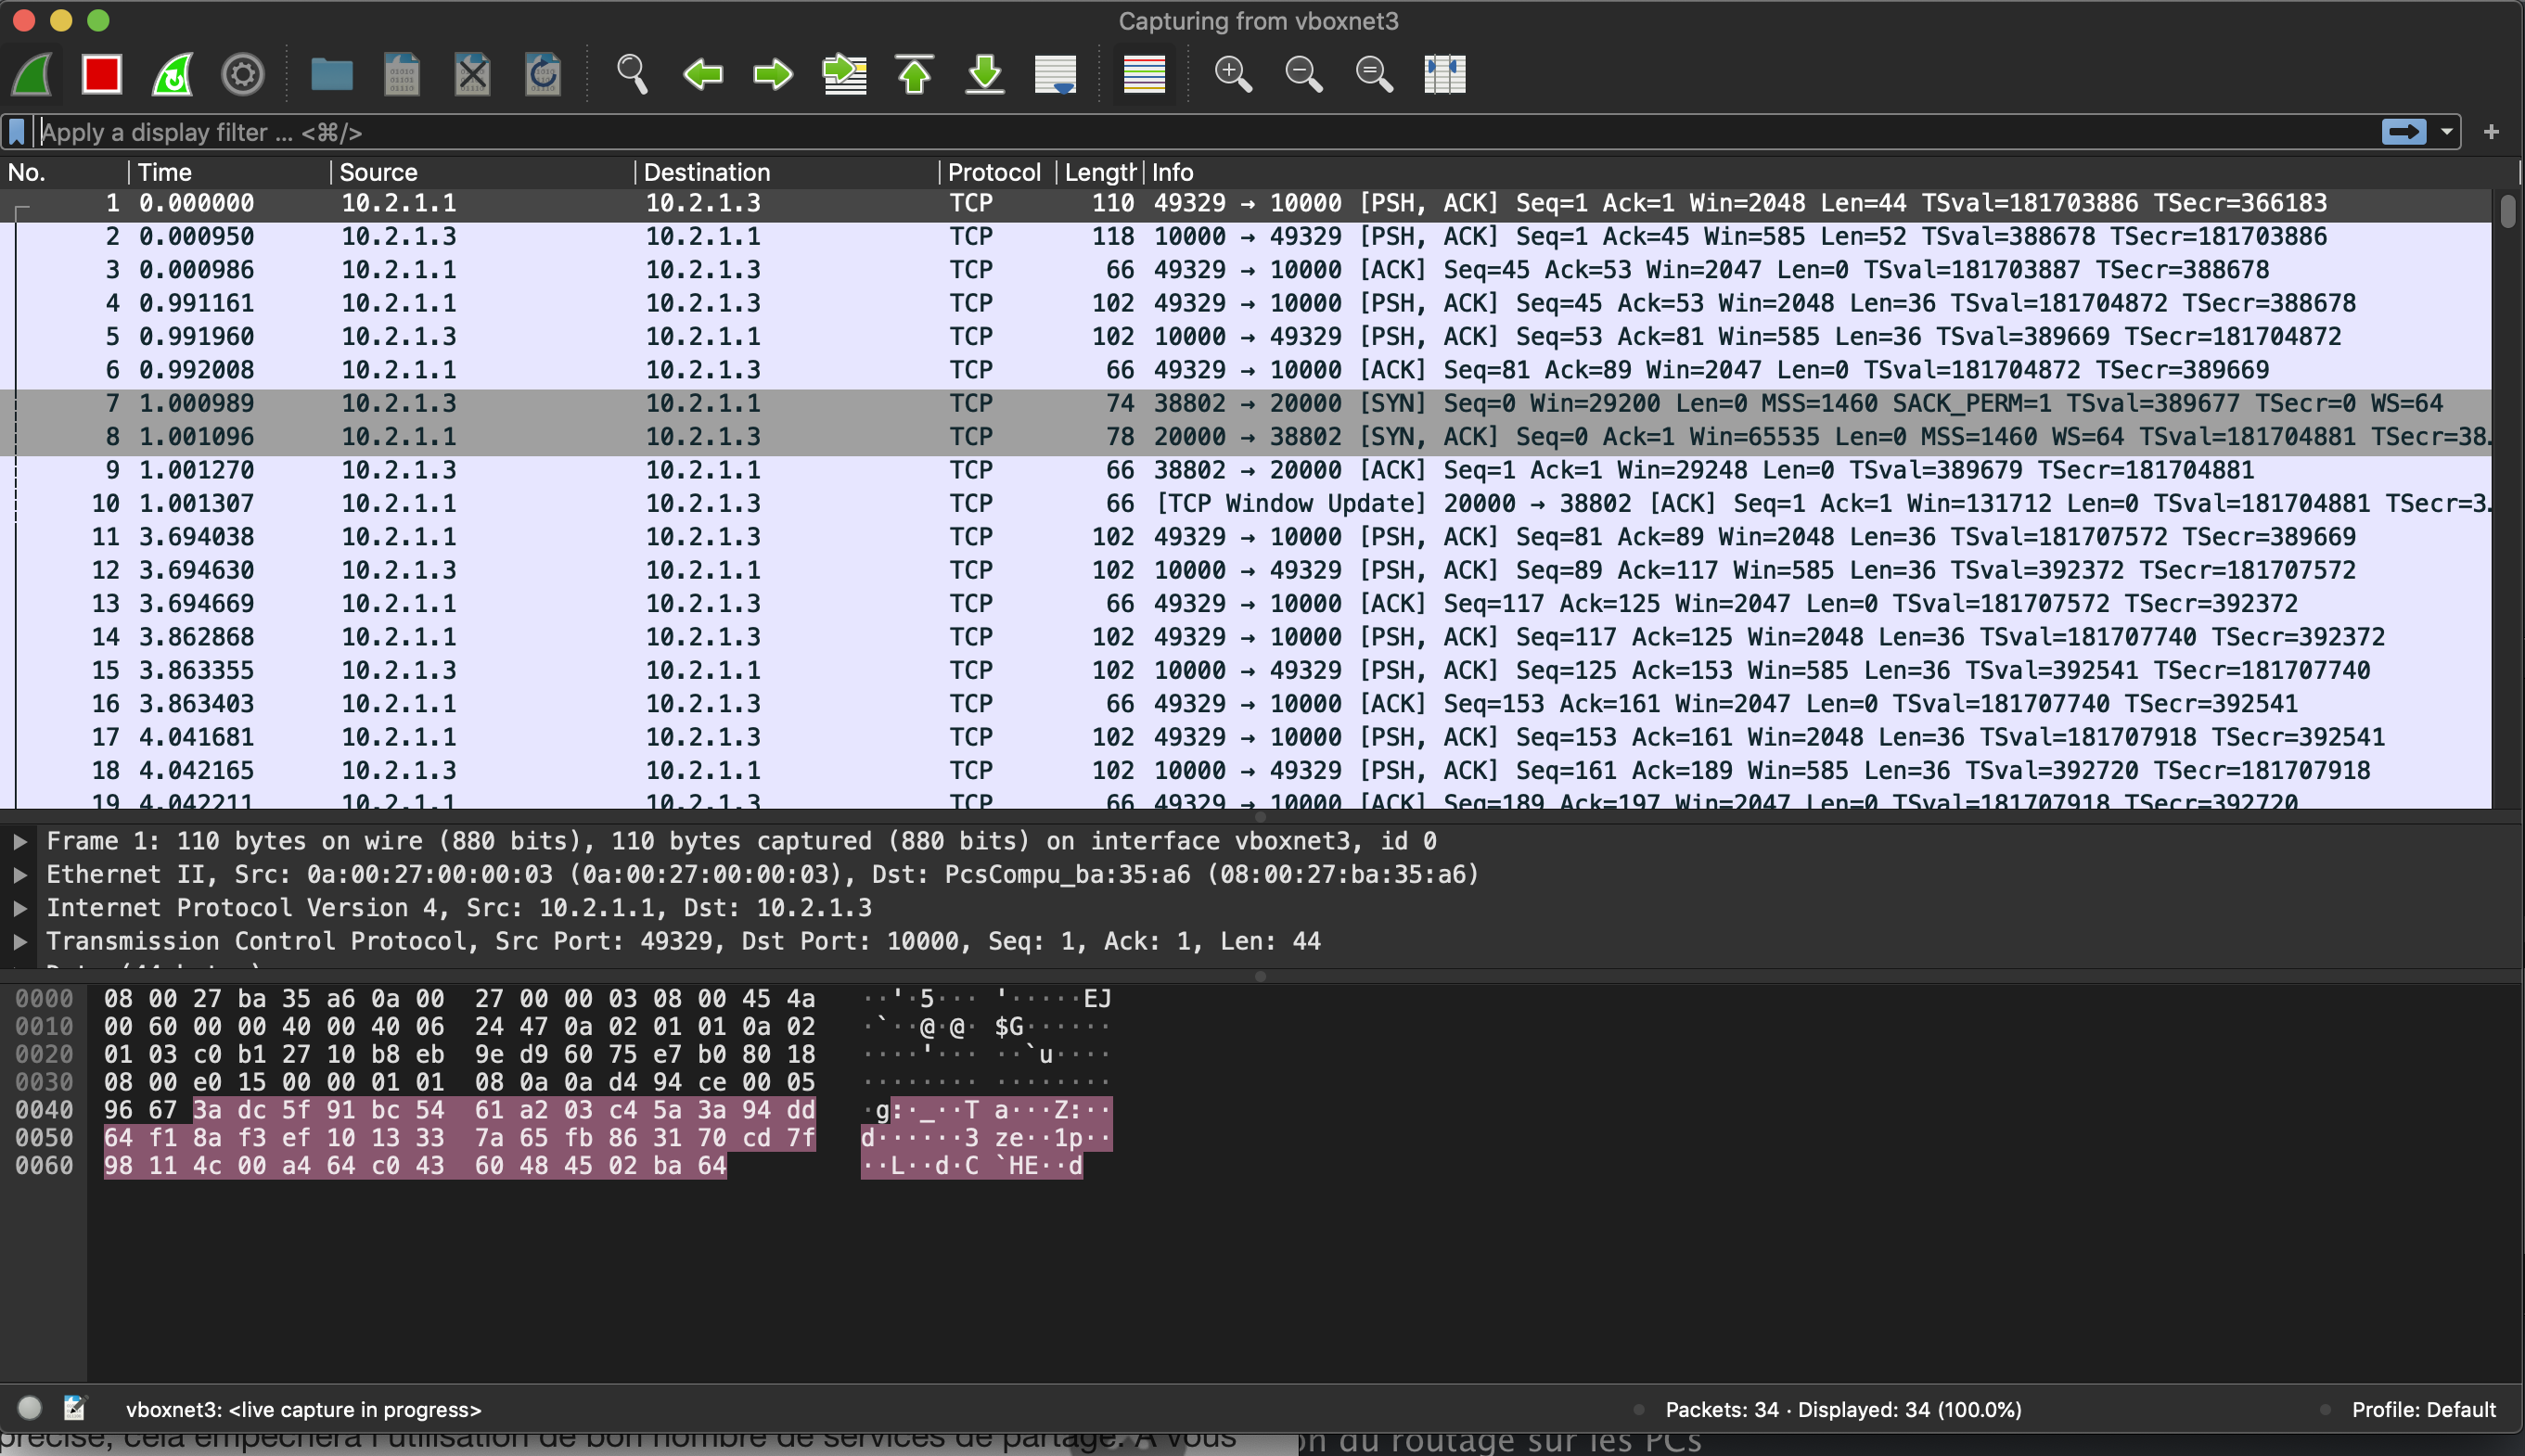 Capturing from vboxnet3
Apply a display filter ... <⌘/>
No. Time Source Destination Protocol Length Info
1 0.000000 10.2.1.1 10.2.1.3 TCP 110 49329 → 10000 [PSH, ACK] Seq=1 Ack=1 Win=2048 Len=44 TSval=181703886 TSecr=366183
2 0.000950 10.2.1.3 10.2.1.1 TCP 118 10000 → 49329 [PSH, ACK] Seq=1 Ack=45 Win=585 Len=52 TSval=388678 TSecr=181703886
3 0.000986 10.2.1.1 10.2.1.3 TCP 66 49329 → 10000 [ACK] Seq=45 Ack=53 Win=2047 Len=0 TSval=181703887 TSecr=388678
4 0.991161 10.2.1.1 10.2.1.3 TCP 102 49329 → 10000 [PSH, ACK] Seq=45 Ack=53 Win=2048 Len=36 TSval=181704872 TSecr=388678
5 0.991960 10.2.1.3 10.2.1.1 TCP 102 10000 → 49329 [PSH, ACK] Seq=53 Ack=81 Win=585 Len=36 TSval=389669 TSecr=181704872
6 0.992008 10.2.1.1 10.2.1.3 TCP 66 49329 → 10000 [ACK] Seq=81 Ack=89 Win=2047 Len=0 TSval=181704872 TSecr=389669
7 1.000989 10.2.1.3 10.2.1.1 TCP 74 38802 → 20000 [SYN] Seq=0 Win=29200 Len=0 MSS=1460 SACK_PERM=1 TSval=389677 TSecr=0 WS=64
8 1.001096 10.2.1.1 10.2.1.3 TCP 78 20000 → 38802 [SYN, ACK] Seq=0 Ack=1 Win=65535 Len=0 MSS=1460 WS=64 TSval=181704881 TSecr=38.
9 1.001270 10.2.1.3 10.2.1.1 TCP 66 38802 → 20000 [ACK] Seq=1 Ack=1 Win=29248 Len=0 TSval=389679 TSecr=181704881
10 1.001307 10.2.1.1 10.2.1.3 TCP 66 [TCP Window Update] 20000 → 38802 [ACK] Seq=1 Ack=1 Win=131712 Len=0 TSval=181704881 TSecr=3.
11 3.694038 10.2.1.1 10.2.1.3 TCP 102 49329 → 10000 [PSH, ACK] Seq=81 Ack=89 Win=2048 Len=36 TSval=181707572 TSecr=389669
12 3.694630 10.2.1.3 10.2.1.1 TCP 102 10000 → 49329 [PSH, ACK] Seq=89 Ack=117 Win=585 Len=36 TSval=392372 TSecr=181707572
13 3.694669 10.2.1.1 10.2.1.3 TCP 66 49329 → 10000 [ACK] Seq=117 Ack=125 Win=2047 Len=0 TSval=181707572 TSecr=392372
14 3.862868 10.2.1.1 10.2.1.3 TCP 102 49329 → 10000 [PSH, ACK] Seq=117 Ack=125 Win=2048 Len=36 TSval=181707740 TSecr=392372
15 3.863355 10.2.1.3 10.2.1.1 TCP 102 10000 → 49329 [PSH, ACK] Seq=125 Ack=153 Win=585 Len=36 TSval=392541 TSecr=181707740
16 3.863403 10.2.1.1 10.2.1.3 TCP 66 49329 → 10000 [ACK] Seq=153 Ack=161 Win=2047 Len=0 TSval=181707740 TSecr=392541
17 4.041681 10.2.1.1 10.2.1.3 TCP 102 49329 → 10000 [PSH, ACK] Seq=153 Ack=161 Win=2048 Len=36 TSval=181707918 TSecr=392541
18 4.042165 10.2.1.3 10.2.1.1 TCP 102 10000 → 49329 [PSH, ACK] Seq=161 Ack=189 Win=585 Len=36 TSval=392720 TSecr=181707918
19 4.042211 10.2.1.1 10.2.1.3 TCP 66 49329 → 10000 [ACK] Seq=189 Ack=197 Win=2047 Len=0 TSval=181707918 TSecr=392720
Frame 1: 110 bytes on wire (880 bits), 110 bytes captured (880 bits) on interface vboxnet3, id 0
Ethernet II, Src: 0a:00:27:00:00:03 (0a:00:27:00:00:03), Dst: PcsCompu_ba:35:a6 (08:00:27:ba:35:a6)
Internet Protocol Version 4, Src: 10.2.1.1, Dst: 10.2.1.3
Transmission Control Protocol, Src Port: 49329, Dst Port: 10000, Seq: 1, Ack: 1, Len: 44
0000 08 00 27 ba 35 a6 0a 00 27 00 00 03 08 00 45 4a ··'·5··· '·····EJ
0010 00 60 00 00 40 00 40 06 24 47 0a 02 01 01 0a 02 ·`··@·@· $G······
0020 01 03 c0 b1 27 10 b8 eb 9e d9 60 75 e7 b0 80 18 ····'··· ··`u····
0030 08 00 e0 15 00 00 01 01 08 0a 0a d4 94 ce 00 05 ········ ········
0040 96 67 3a dc 5f 91 bc 54 61 a2 03 c4 5a 3a 94 dd ·g:·_··T a···Z:··
0050 64 f1 8a f3 ef 10 13 33 7a 65 fb 86 31 70 cd 7f d······3 ze··1p··
0060 98 11 4c 00 a4 64 c0 43 60 48 45 02 ba 64 ··L··d·C `HE··d
vboxnet3: <live capture in progress> Packets: 34 · Displayed: 34 (100.0%) Profile: Default
précise, cela empêchera l'utilisation de bon nombre de services de partage. A vous
on du routage sur les PCs